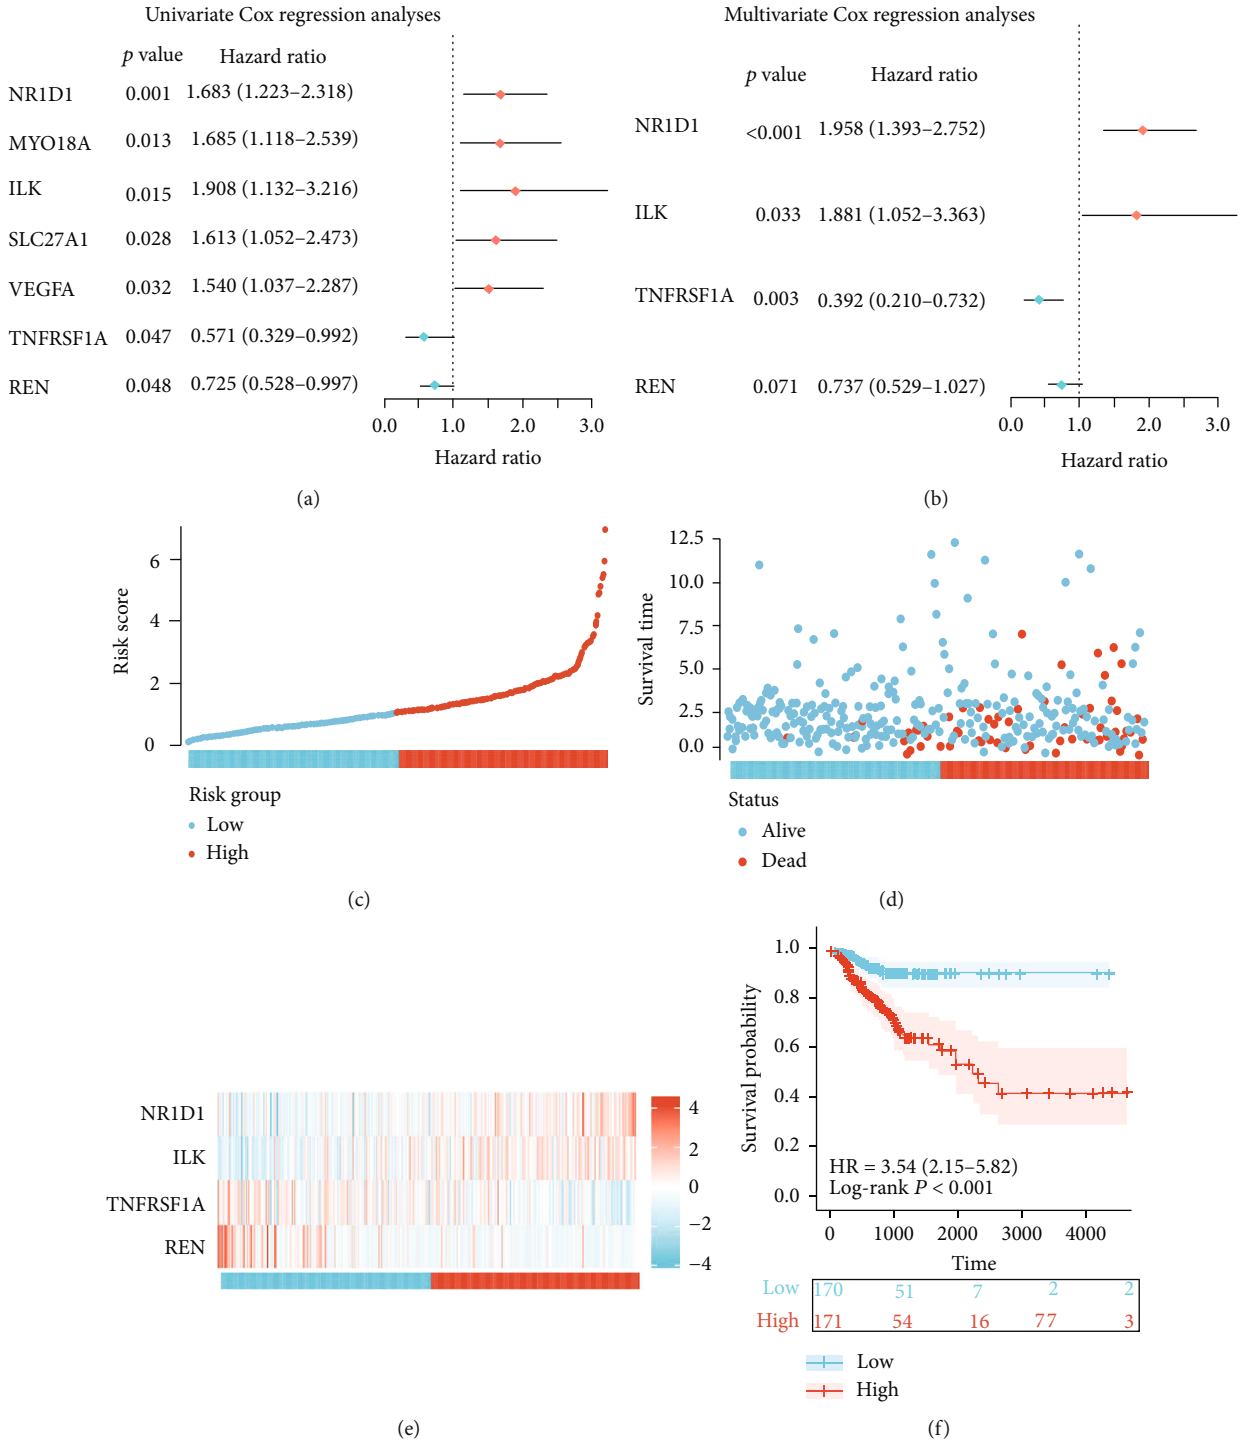 Univariate Cox regression analyses
p value Hazard ratio
NR1D1 0.001 1.683 (1.223–2.318)
MYO18A 0.013 1.685 (1.118–2.539)
ILK 0.015 1.908 (1.132–3.216)
SLC27A1 0.028 1.613 (1.052–2.473)
VEGFA 0.032 1.540 (1.037–2.287)
TNFRSF1A 0.047 0.571 (0.329–0.992)
REN 0.048 0.725 (0.528–0.997)
0.0 1.0 2.0 3.0
Hazard ratio
(a)
Multivariate Cox regression analyses
p value Hazard ratio
NR1D1 <0.001 1.958 (1.393–2.752)
ILK 0.033 1.881 (1.052–3.363)
TNFRSF1A 0.003 0.392 (0.210–0.732)
REN 0.071 0.737 (0.529–1.027)
0.0 1.0 2.0 3.0
Hazard ratio
(b)
Risk score
6
4
2
0
Risk group
Low
High
(c)
Survival time
12.5
10.0
7.5
5.0
2.5
0.0
Status
Alive
Dead
(d)
NR1D1
ILK
TNFRSF1A
REN
4
2
0
−2
−4
(e)
Survival probability
1.0
0.8
0.6
0.4
0.2
0.0
HR = 3.54 (2.15–5.82)
Log-rank P < 0.001
0 1000 2000 3000 4000
Time
Low 170 51 7 2 2
High 171 54 16 77 3
Low
High
(f)